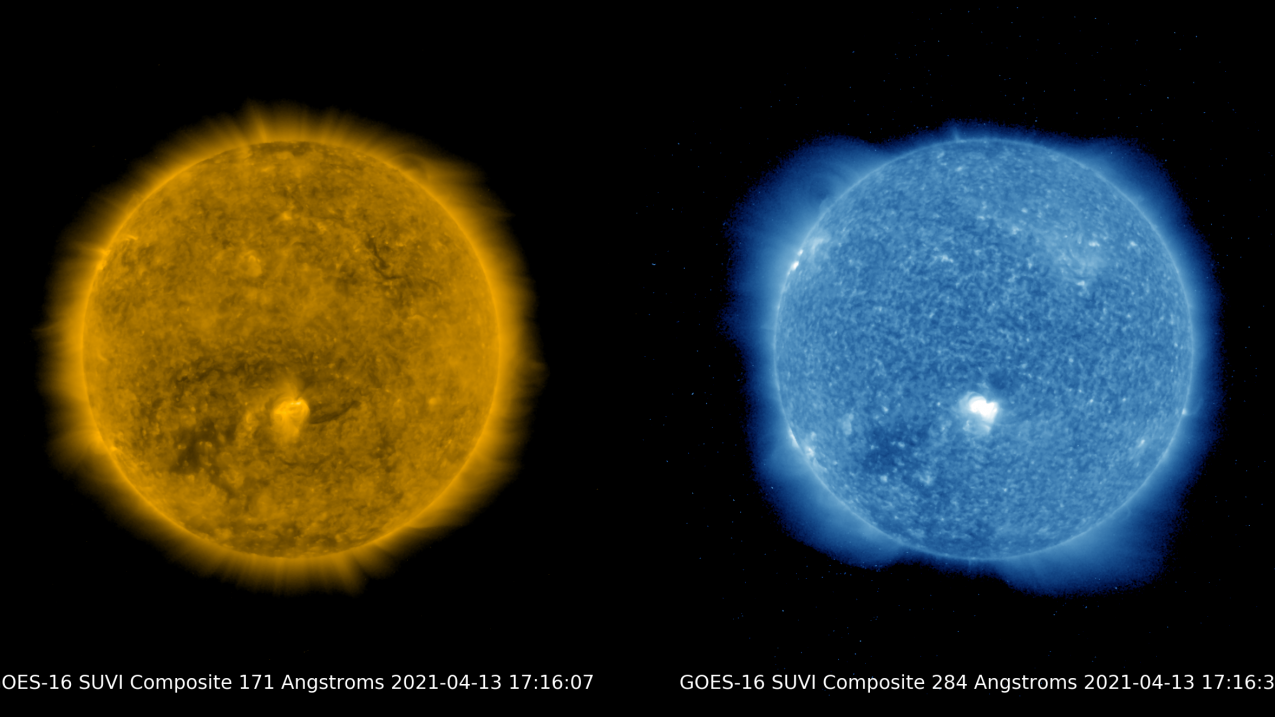 OES-16 SUVI Composite 171 Angstroms 2021-04-13 17:16:07
GOES-16 SUVI Composite 284 Angstroms 2021-04-13 17:16:3